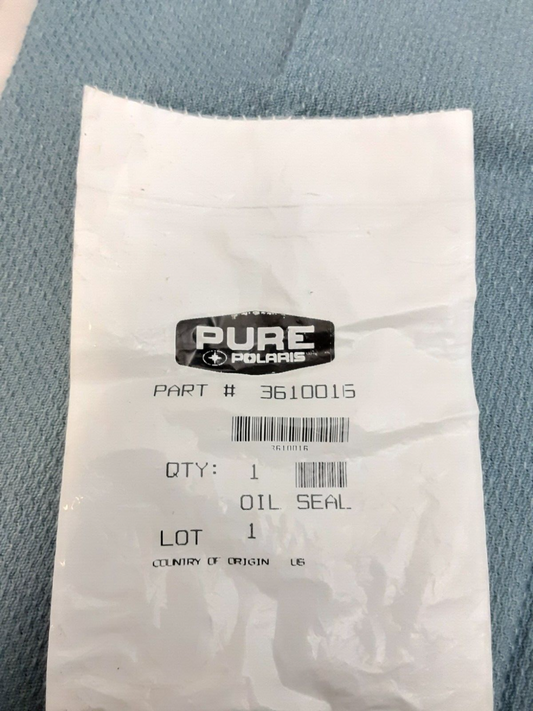 PURE
POLARIS
PART # 3610016
3610016
QTY: 1
OIL SEAL
LOT 1
COUNTRY OF ORIGIN US